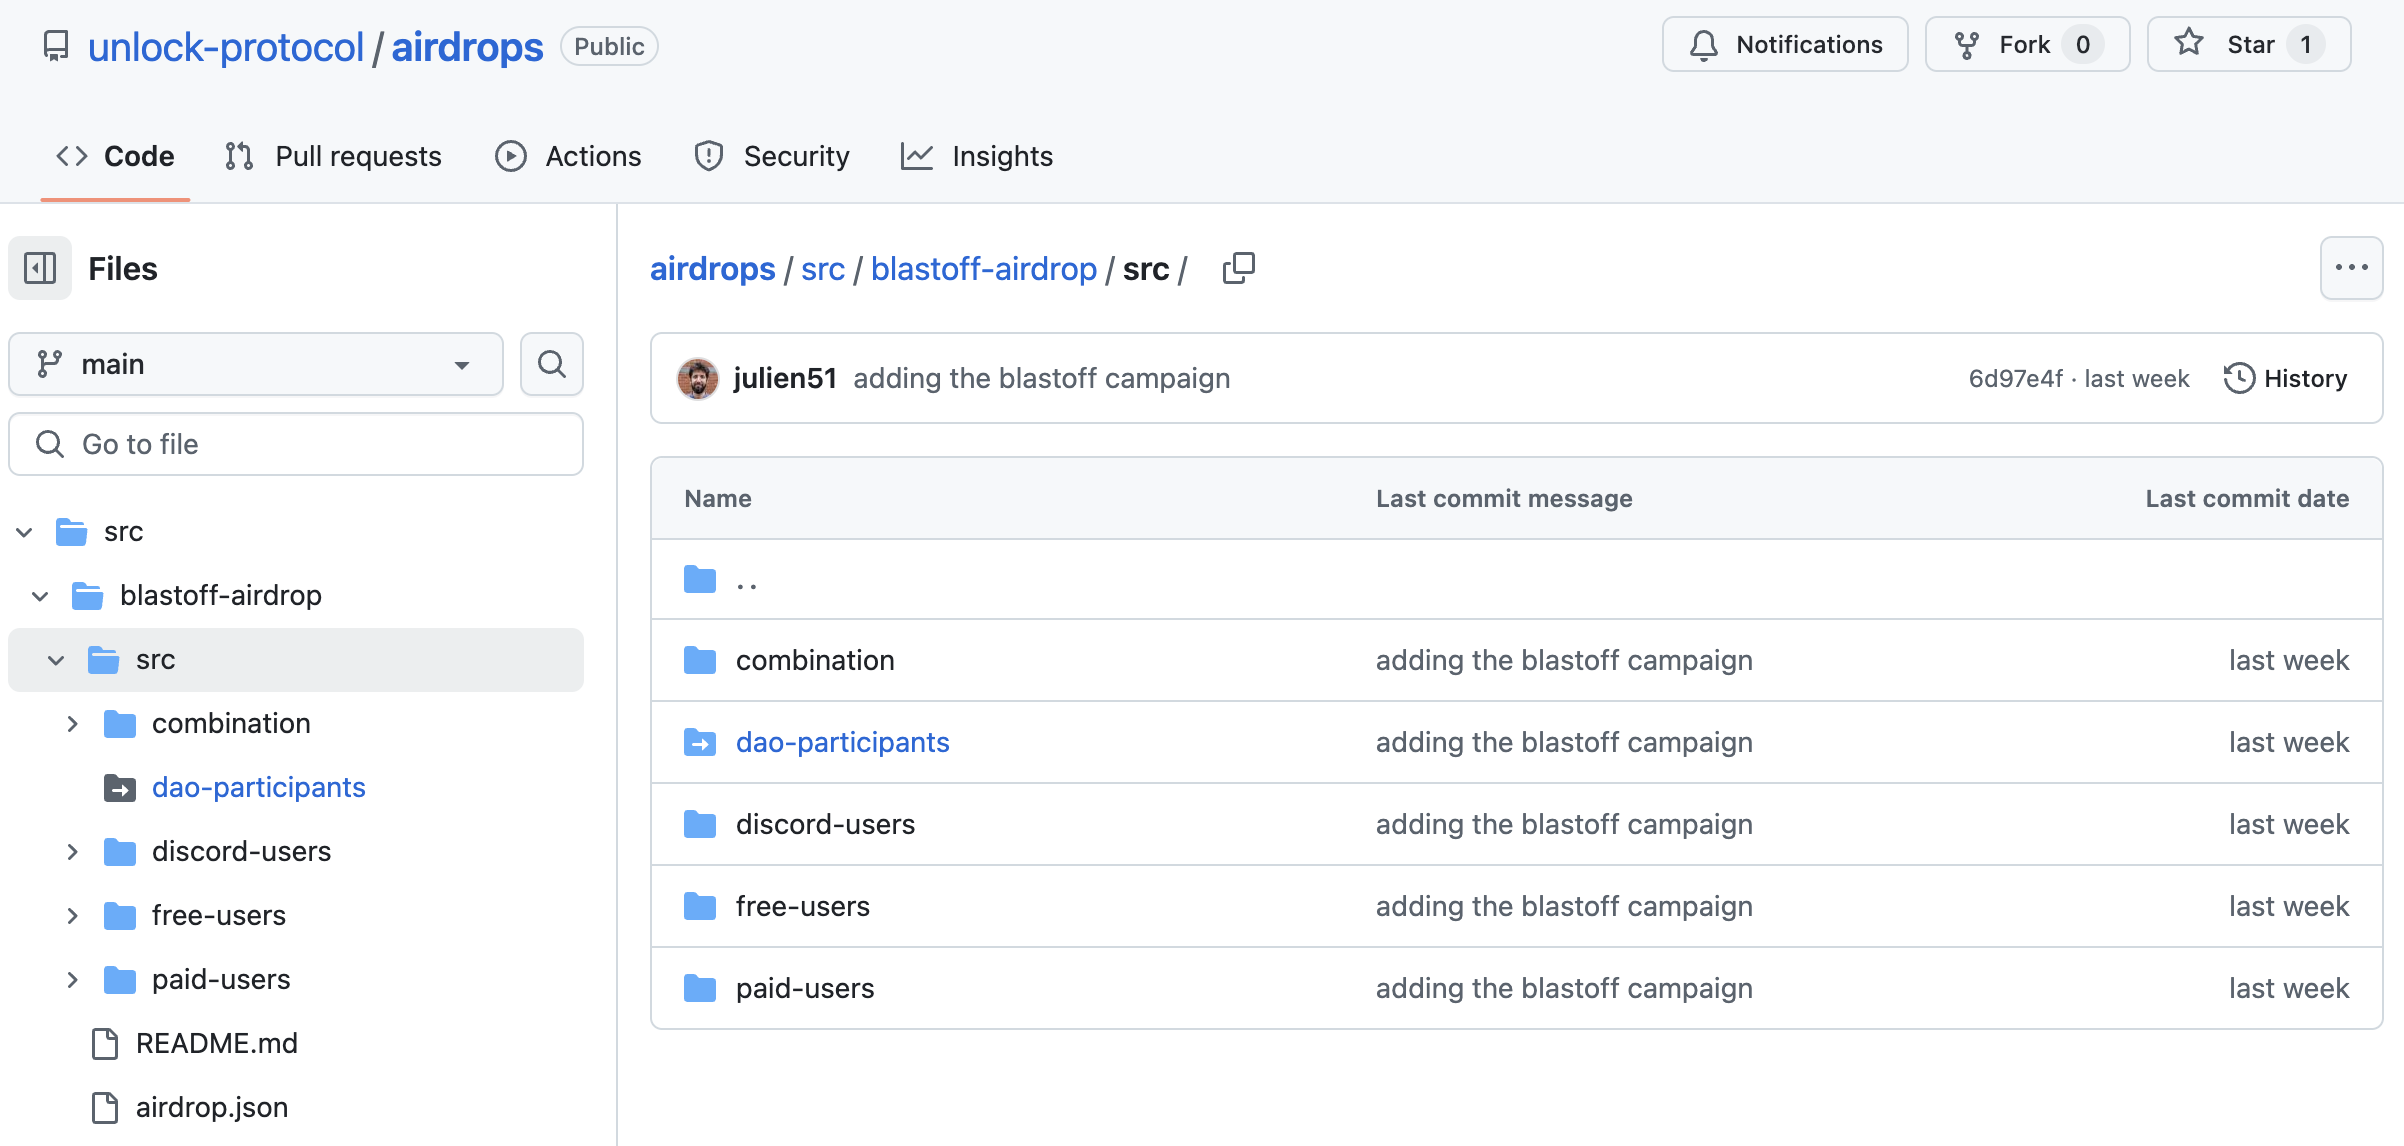 unlock-protocol / airdrops Public
Notifications Fork 0 Star 1
Code Pull requests Actions Security Insights
Files
main
Go to file
src
blastoff-airdrop
src
combination
dao-participants
discord-users
free-users
paid-users
README.md
airdrop.json
airdrops / src / blastoff-airdrop / src /
julien51 adding the blastoff campaign 6d97e4f · last week History
Name Last commit message Last commit date
..
combination adding the blastoff campaign last week
dao-participants adding the blastoff campaign last week
discord-users adding the blastoff campaign last week
free-users adding the blastoff campaign last week
paid-users adding the blastoff campaign last week